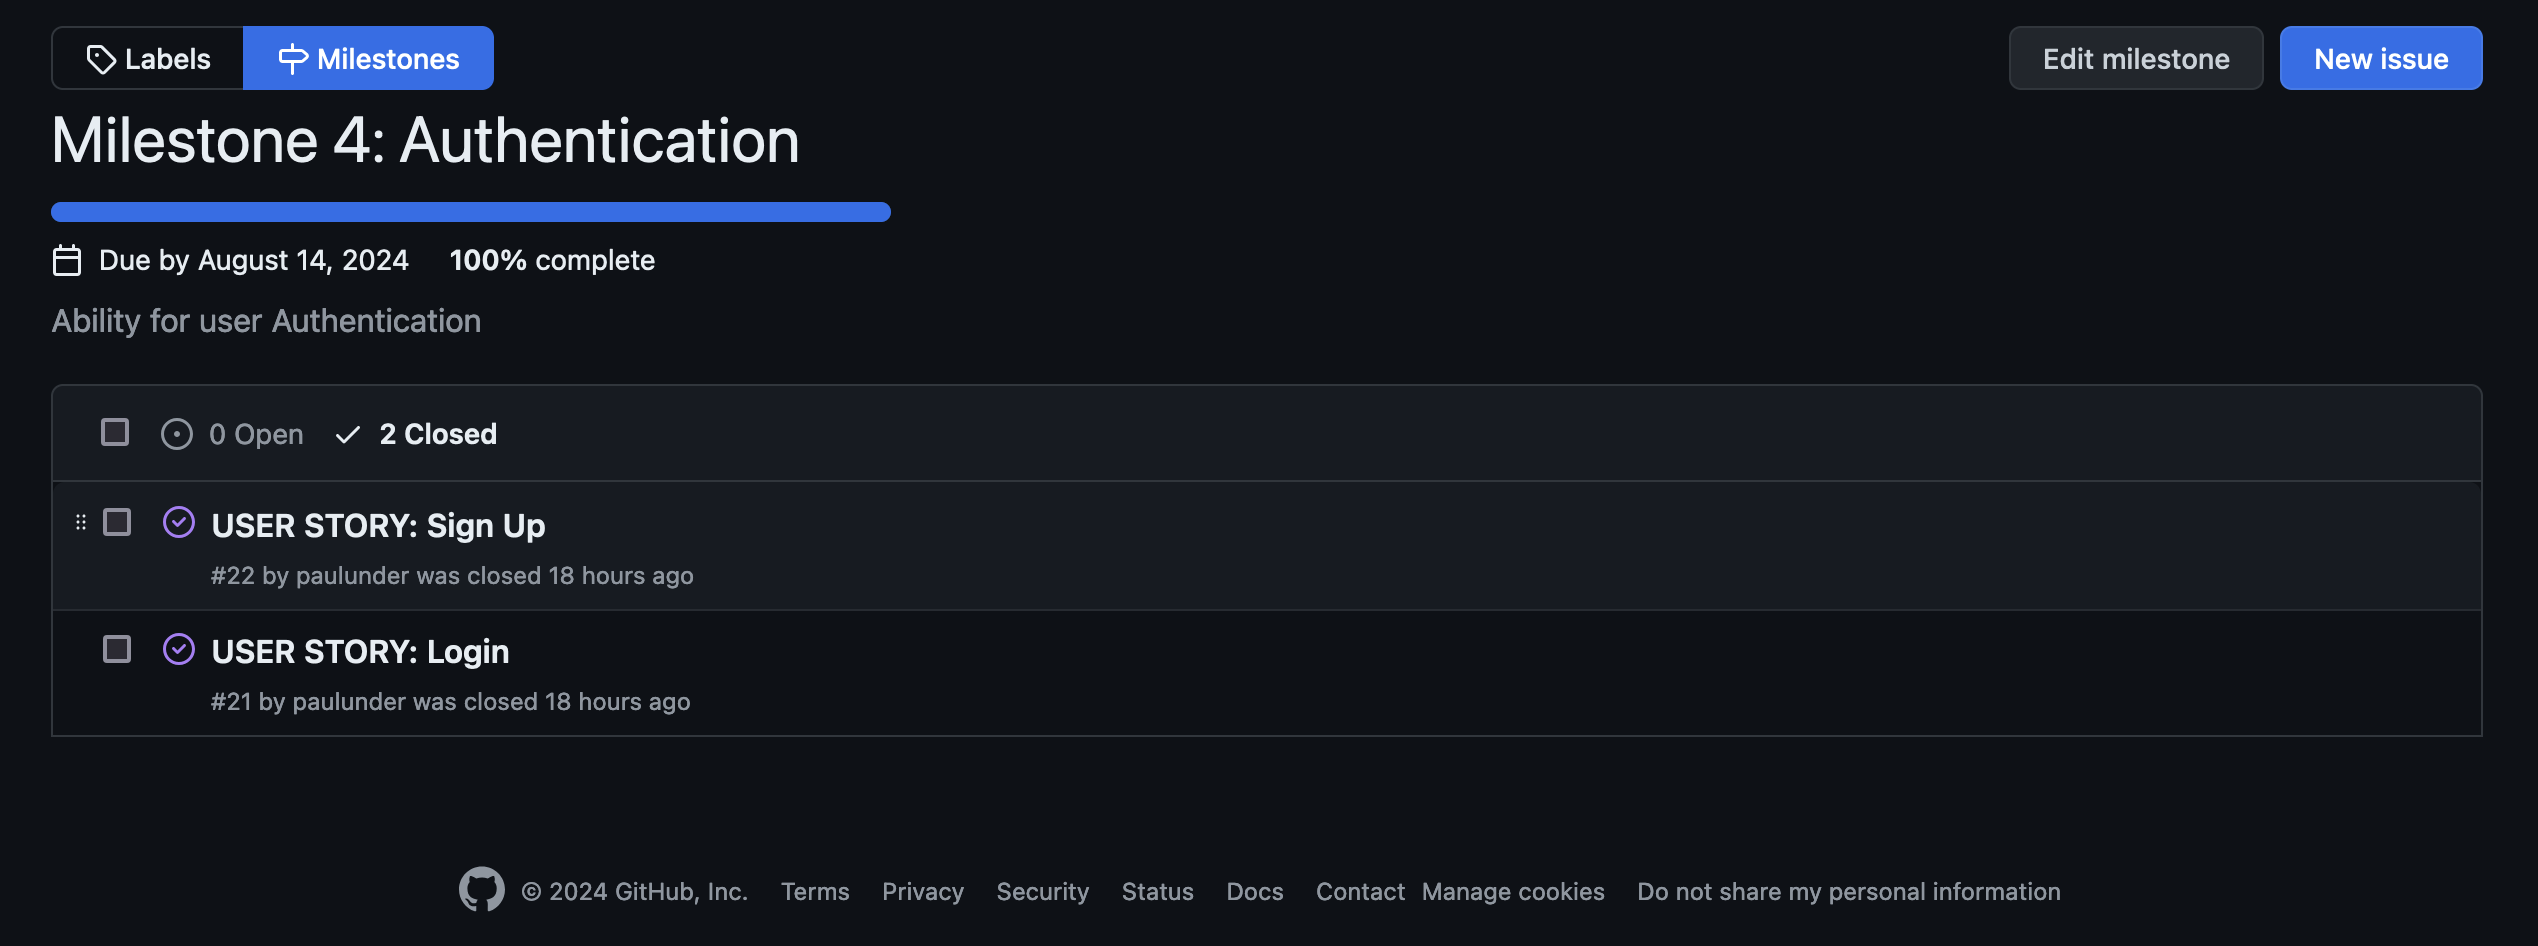 Labels Milestones Edit milestone New issue
Milestone 4: Authentication
Due by August 14, 2024 100% complete
Ability for user Authentication
0 Open 2 Closed
USER STORY: Sign Up
#22 by paulunder was closed 18 hours ago
USER STORY: Login
#21 by paulunder was closed 18 hours ago
© 2024 GitHub, Inc. Terms Privacy Security Status Docs Contact Manage cookies Do not share my personal information